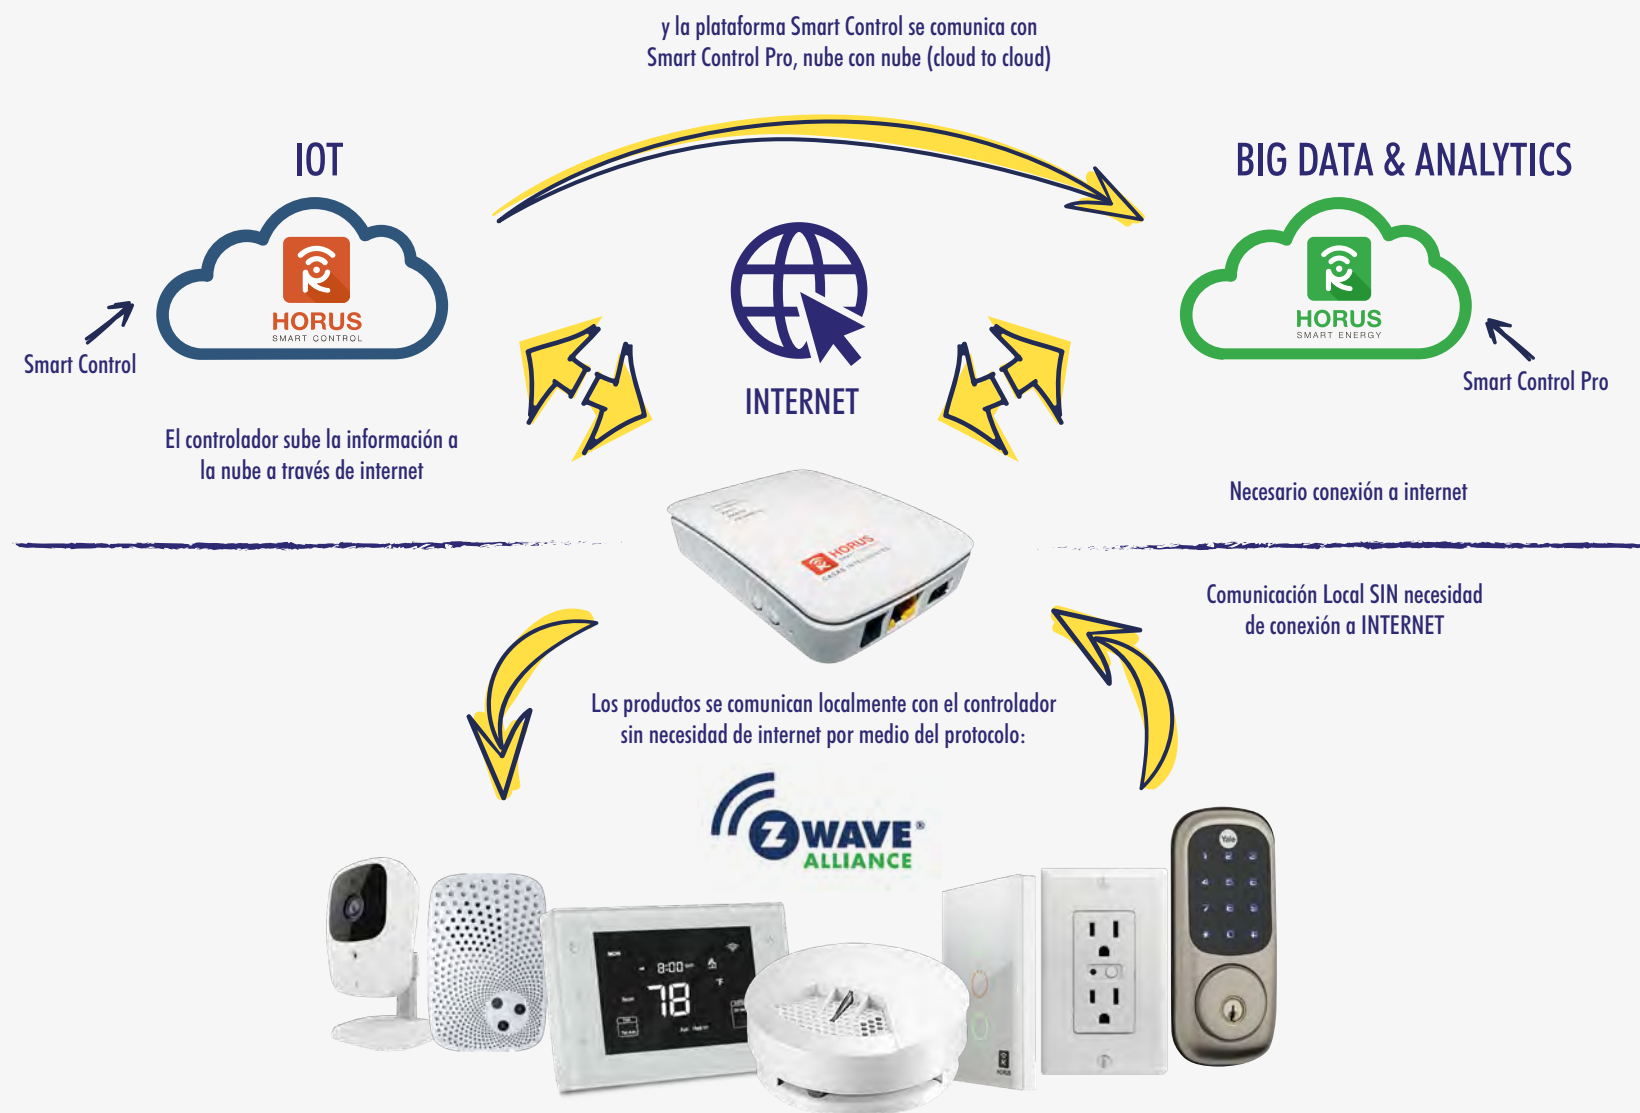 y la plataforma Smart Control se comunica con
Smart Control Pro, nube con nube (cloud to cloud)
IOT
BIG DATA & ANALYTICS
HORUS
SMART CONTROL
HORUS
SMART ENERGY
Smart Control
Smart Control Pro
INTERNET
El controlador sube la información a
la nube a través de internet
Necesario conexión a internet
HORUS
Comunicación Local SIN necesidad
de conexión a INTERNET
Los productos se comunican localmente con el controlador
sin necesidad de internet por medio del protocolo:
Z WAVE®
ALLIANCE
Yale
8:00
78
HORUS